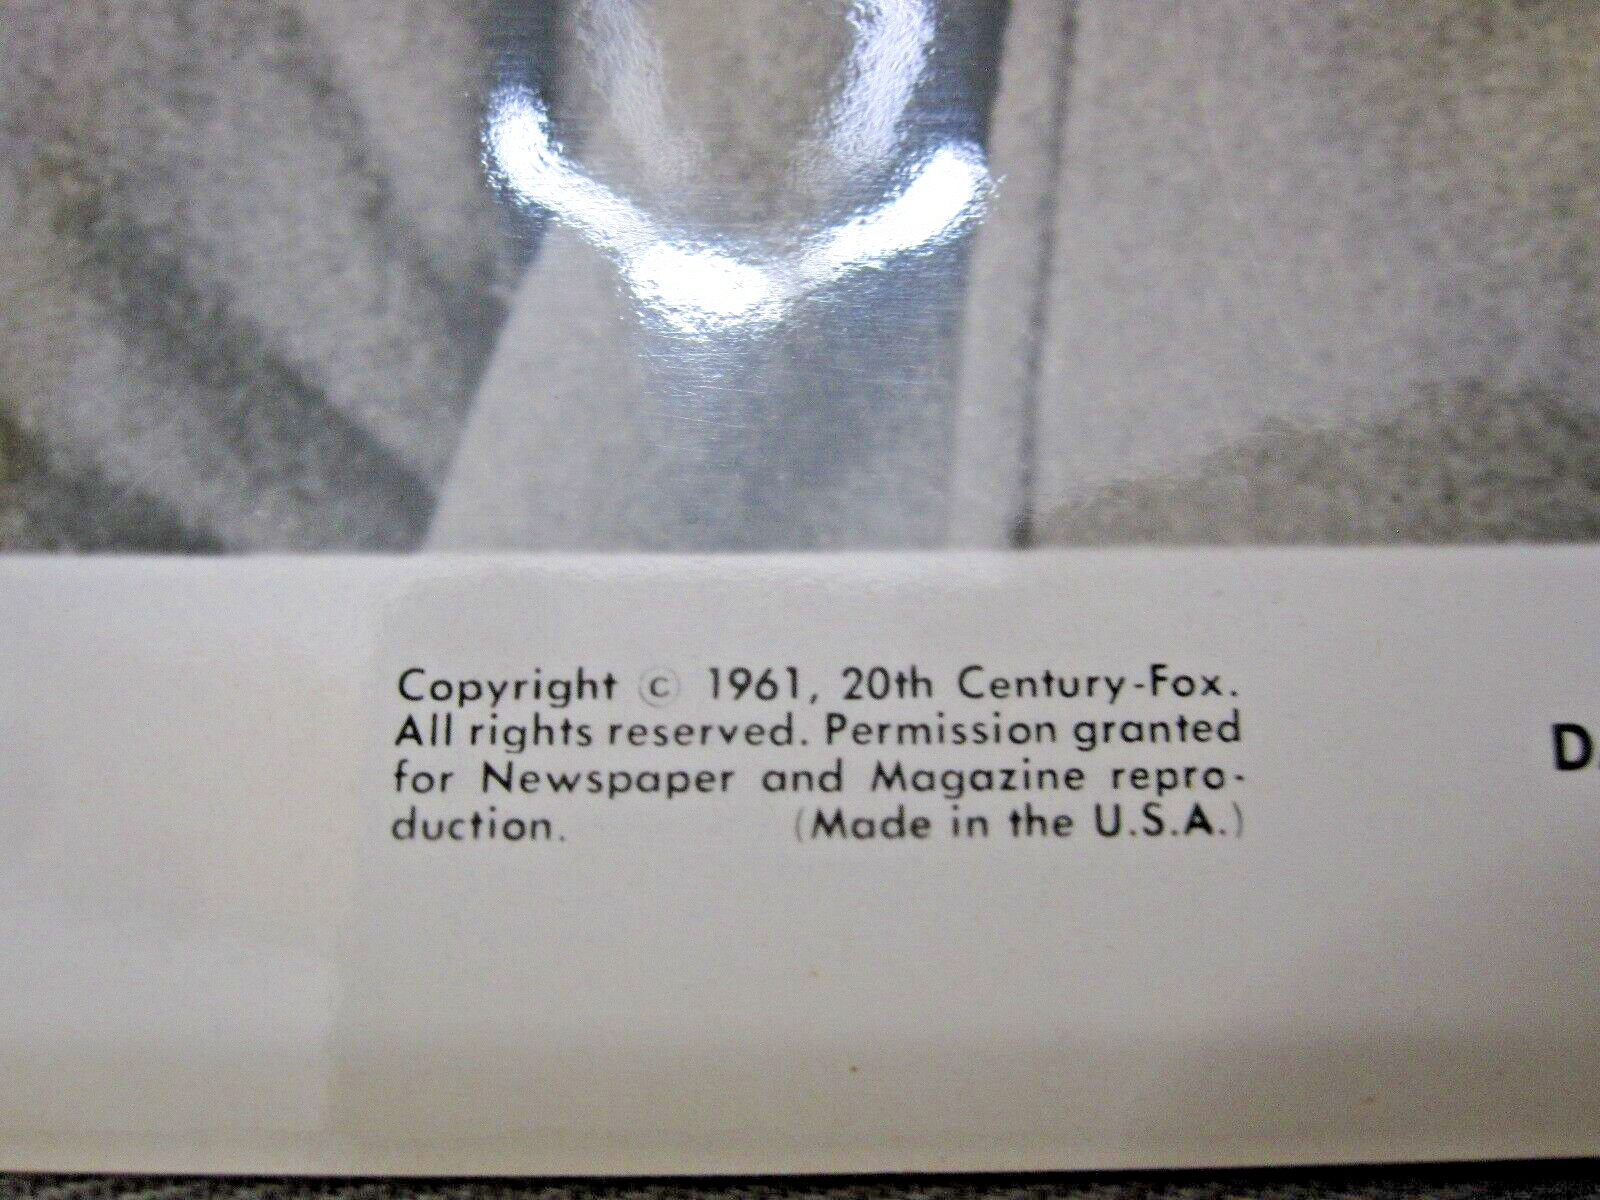 Copyright © 1961, 20th Century-Fox.
All rights reserved. Permission granted
for Newspaper and Magazine repro-
duction. (Made in the U.S.A.)
D